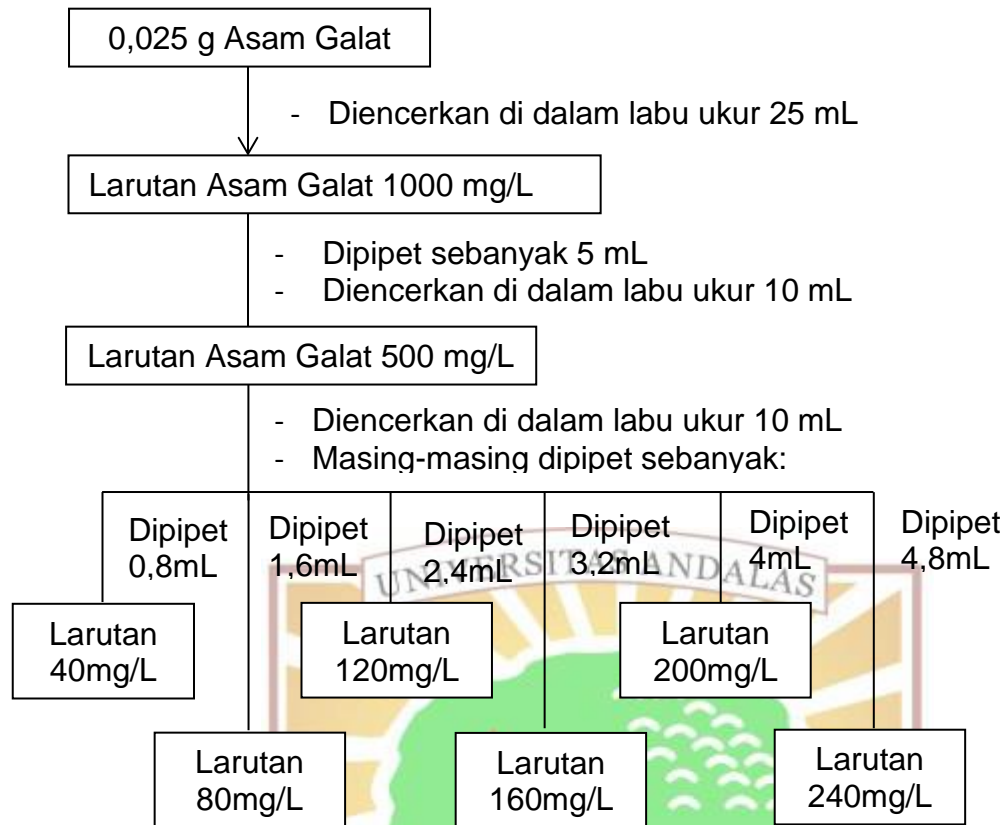 0,025 g Asam Galat
- Diencerkan di dalam labu ukur 25 mL
Larutan Asam Galat 1000 mg/L
- Dipipet sebanyak 5 mL
- Diencerkan di dalam labu ukur 10 mL
Larutan Asam Galat 500 mg/L
- Diencerkan di dalam labu ukur 10 mL
- Masing-masing dipipet sebanyak:
Dipipet
0,8mL
Dipipet
1,6mL
Dipipet
2,4mL
Dipipet
3,2mL
Dipipet
4mL
Dipipet
4,8mL
UNIVERSITAS ANDALAS
Larutan
40mg/L
Larutan
120mg/L
Larutan
200mg/L
Larutan
80mg/L
Larutan
160mg/L
Larutan
240mg/L